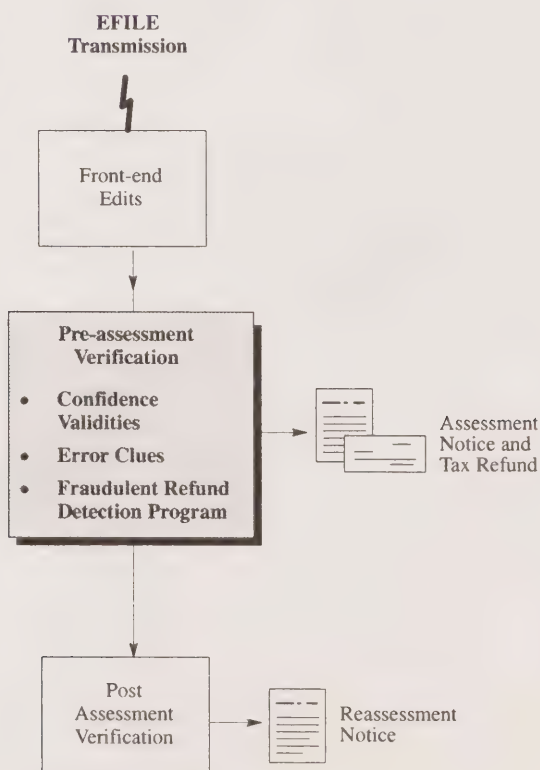 EFILE
Transmission
Front-end
Edits
Pre-assessment
Verification
• Confidence
Validities
• Error Clues
• Fraudulent Refund
Detection Program
Assessment
Notice and
Tax Refund
Post
Assessment
Verification
Reassessment
Notice